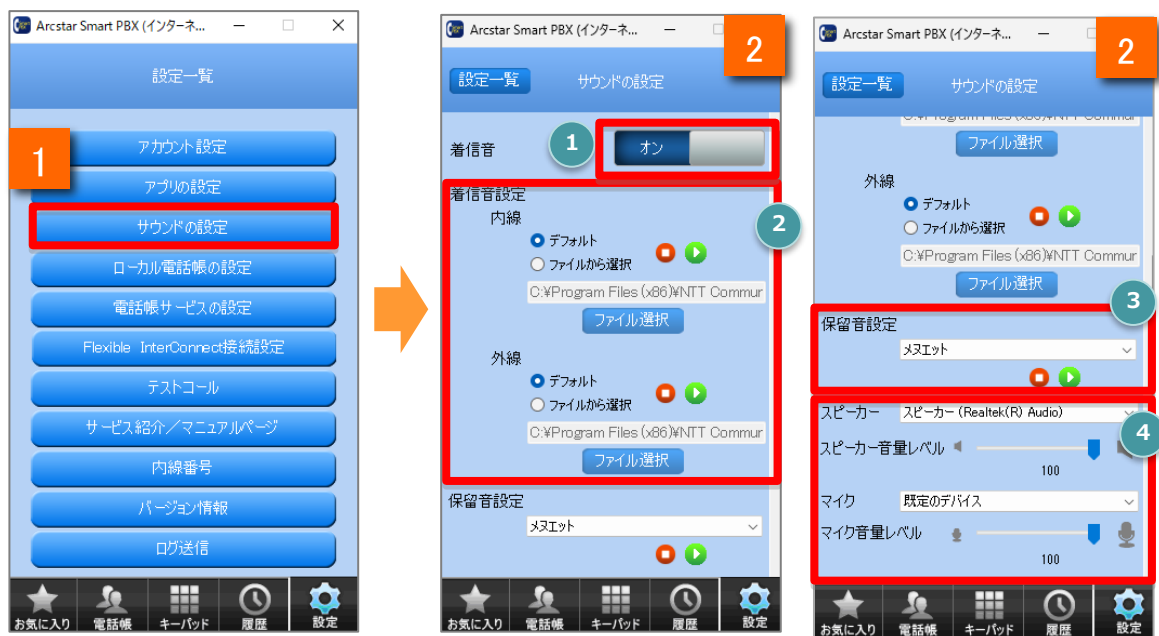 Arcstar Smart PBX (インターネ...
設定一覧
1
アカウント設定
アプリの設定
サウンドの設定
ローカル電話帳の設定
電話帳サービスの設定
Flexible InterConnect接続設定
テストコール
サービス紹介／マニュアルページ
内線番号
バージョン情報
ログ送信
お気に入り 電話帳 キーパッド 履歴 設定
Arcstar Smart PBX (インターネ...
2
設定一覧 サウンドの設定
着信音 1 オン
着信音設定
2
内線
デフォルト
ファイルから選択
C:¥Program Files (x86)¥NTT Commur
ファイル選択
外線
デフォルト
ファイルから選択
C:¥Program Files (x86)¥NTT Commur
ファイル選択
保留音設定
メヌエット
お気に入り 電話帳 キーパッド 履歴 設定
Arcstar Smart PBX (インターネ...
2
設定一覧 サウンドの設定
C:¥Program Files (x86)¥NTT Commur
ファイル選択
外線
デフォルト
ファイルから選択
C:¥Program Files (x86)¥NTT Commur
ファイル選択
3
保留音設定
メヌエット
スピーカー スピーカー (Realtek(R) Audio)
4
スピーカー音量レベル
100
マイク 既定のデバイス
マイク音量レベル
100
お気に入り 電話帳 キーパッド 履歴 設定